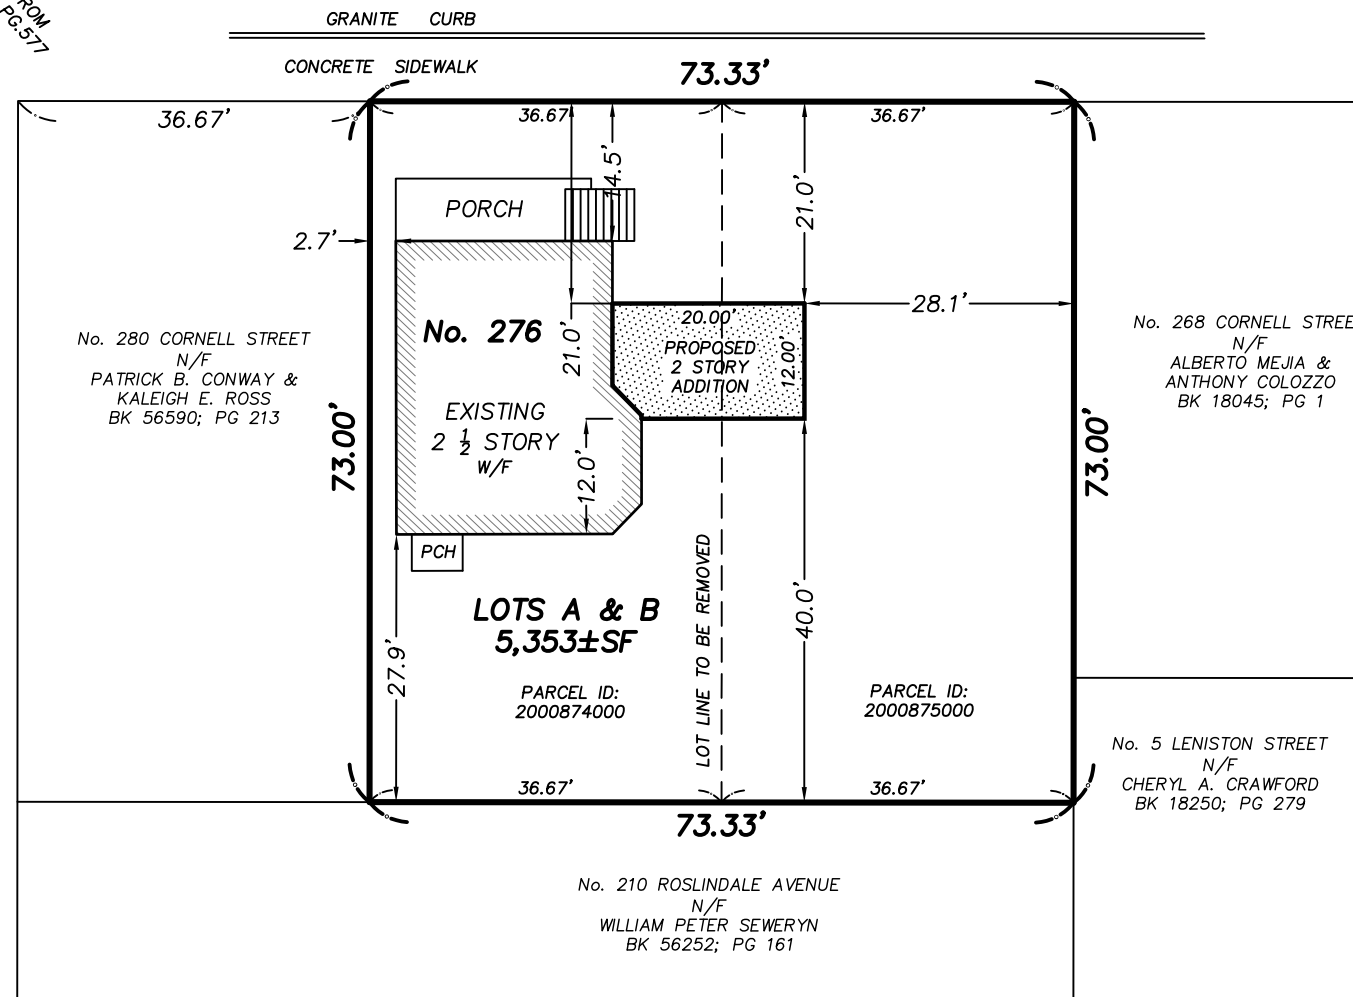 ROM
PG.577
GRANITE CURB
CONCRETE SIDEWALK
73.33'
36.67'
36.67'
36.67'
14.5'
21.0'
PORCH
2.7'
28.1'
No. 276
21.0'
20.00'
PROPOSED
2 STORY
ADDITION
12.00'
No. 280 CORNELL STREET
N/F
PATRICK B. CONWAY &
KALEIGH E. ROSS
BK 56590; PG 213
No. 268 CORNELL STREE
N/F
ALBERTO MEJIA &
ANTHONY COLOZZO
BK 18045; PG 1
73.00'
EXISTING
2 1/2 STORY
W/F
12.0'
73.00'
PCH
LOTS A & B
5,353±SF
27.9'
LOT LINE TO BE REMOVED
40.0'
PARCEL ID:
2000874000
PARCEL ID:
2000875000
36.67'
36.67'
73.33'
No. 5 LENISTON STREET
N/F
CHERYL A. CRAWFORD
BK 18250; PG 279
No. 210 ROSLINDALE AVENUE
N/F
WILLIAM PETER SEWERYN
BK 56252; PG 161